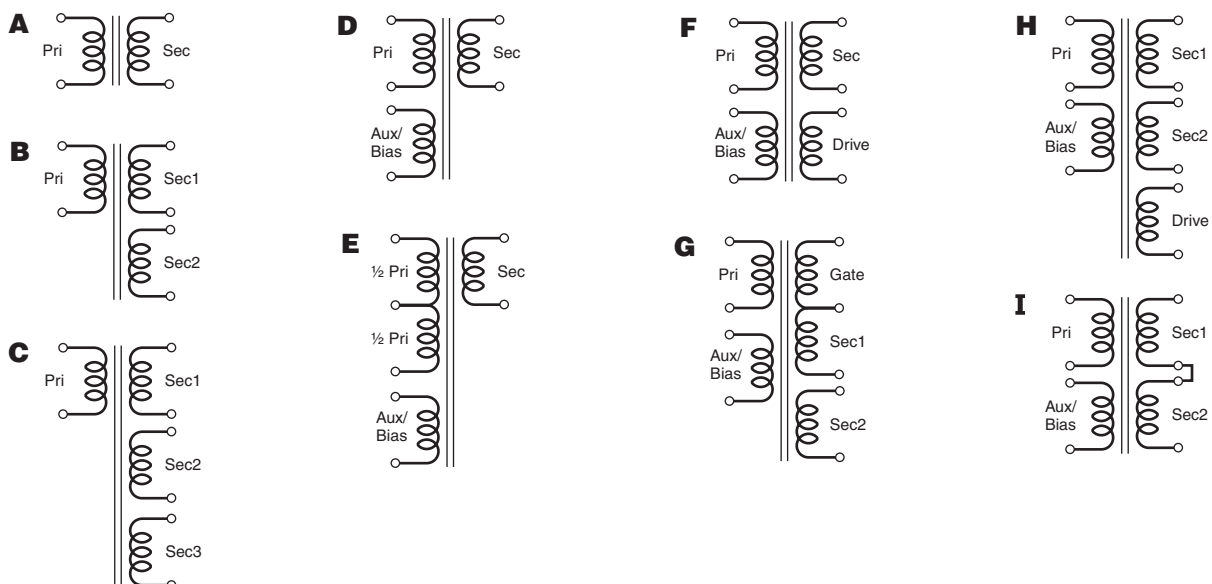 A
Pri
Sec
B
Pri
Sec1
Sec2
C
Pri
Sec1
Sec2
Sec3
D
Pri
Sec
Aux/
Bias
E
½ Pri
Sec
½ Pri
Aux/
Bias
F
Pri
Sec
Aux/
Bias
Drive
G
Pri
Gate
Sec1
Aux/
Bias
Sec2
H
Pri
Sec1
Aux/
Bias
Sec2
Drive
I
Pri
Sec1
Aux/
Bias
Sec2